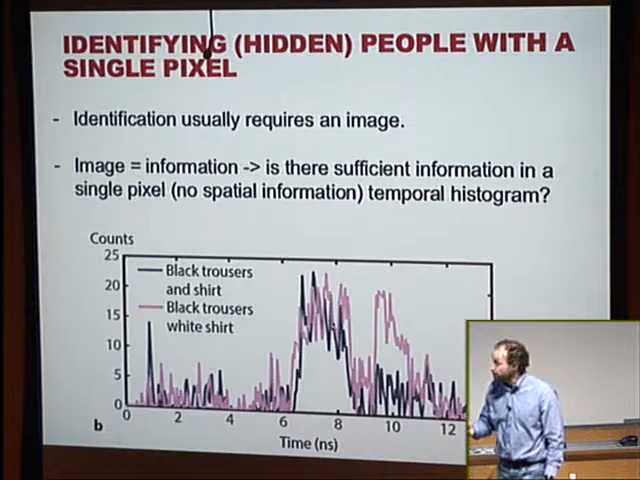 IDENTIFYING (HIDDEN) PEOPLE WITH A
SINGLE PIXEL
- Identification usually requires an image.
- Image = information -> is there sufficient information in a
single pixel (no spatial information) temporal histogram?
Counts
25
20
15
10
5
0
Black trousers
and shirt
Black trousers
white shirt
0 2 4 6 8 10 12
b
Time (ns)